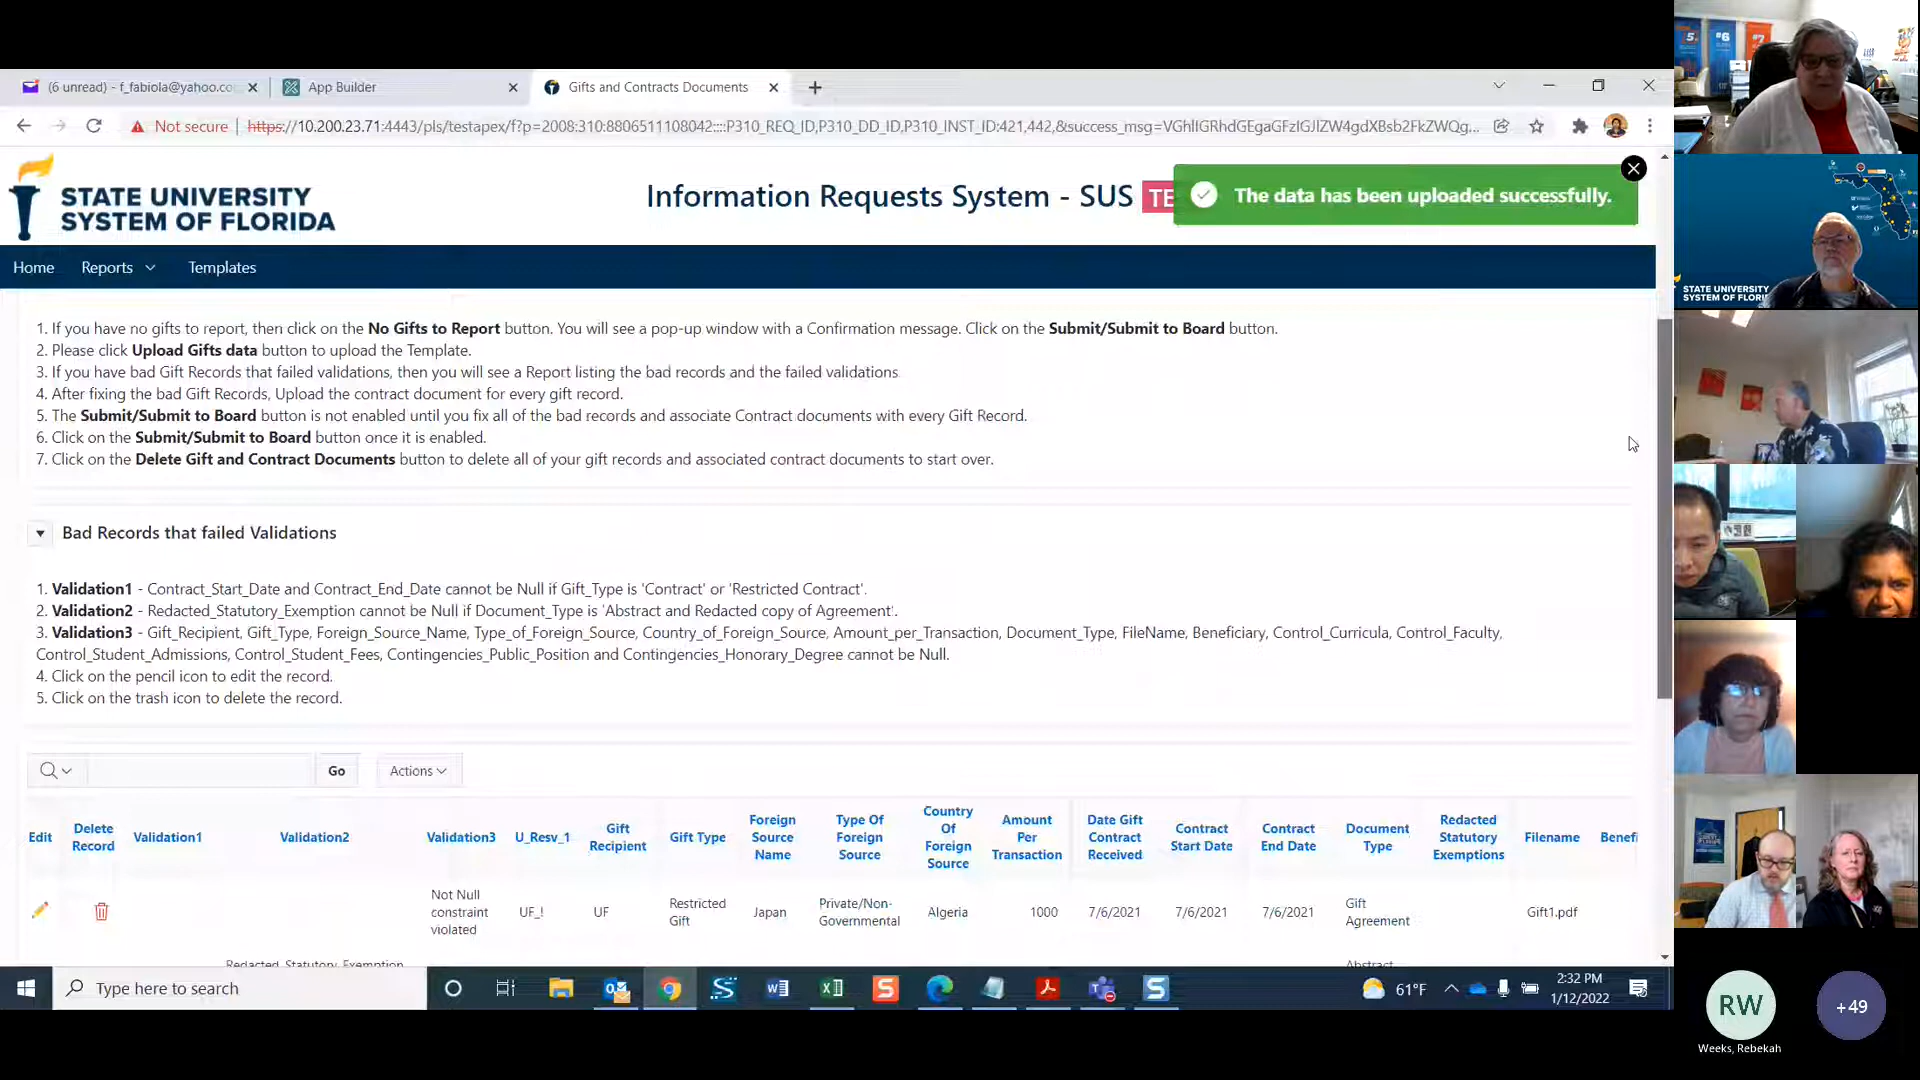 (6 unread) - f_fabiola@yahoo.co
App Builder
Gifts and Contracts Documents
Not secure
https://10.200.23.71:4443/pls/testapex/f?p=2008:310:8806511108042::::P310_REQ_ID,P310_DD_ID,P310_INST_ID:421,442,&success_msg=VGhlIGRhdGEgaGFzIGJlZW4gdXBsb2FkZWQg...
STATE UNIVERSITY
SYSTEM OF FLORIDA
Information Requests System - SUS TE
The data has been uploaded successfully.
Home Reports Templates
1. If you have no gifts to report, then click on the No Gifts to Report button. You will see a pop-up window with a Confirmation message. Click on the Submit/Submit to Board button.
2. Please click Upload Gifts data button to upload the Template.
3. If you have bad Gift Records that failed validations, then you will see a Report listing the bad records and the failed validations
4. After fixing the bad Gift Records, Upload the contract document for every gift record.
5. The Submit/Submit to Board button is not enabled until you fix all of the bad records and associate Contract documents with every Gift Record.
6. Click on the Submit/Submit to Board button once it is enabled.
7. Click on the Delete Gift and Contract Documents button to delete all of your gift records and associated contract documents to start over.
Bad Records that failed Validations
1. Validation1 - Contract_Start_Date and Contract_End_Date cannot be Null if Gift_Type is 'Contract' or 'Restricted Contract'.
2. Validation2 - Redacted_Statutory_Exemption cannot be Null if Document_Type is 'Abstract and Redacted copy of Agreement'.
3. Validation3 - Gift_Recipient, Gift_Type, Foreign_Source_Name, Type_of_Foreign_Source, Country_of_Foreign_Source, Amount_per_Transaction, Document_Type, FileName, Beneficiary, Control_Curricula, Control_Faculty,
Control_Student_Admissions, Control_Student_Fees, Contingencies_Public_Position and Contingencies_Honorary_Degree cannot be Null.
4. Click on the pencil icon to edit the record.
5. Click on the trash icon to delete the record.
Go
Actions
Edit
Delete
Record
Validation1
Validation2
Validation3
U_Resv_1
Gift
Recipient
Gift Type
Foreign
Source
Name
Type Of
Foreign
Source
Country
Of
Foreign
Source
Amount
Per
Transaction
Date Gift
Contract
Received
Contract
Start Date
Contract
End Date
Document
Type
Redacted
Statutory
Exemptions
Filename
Benefi
Not Null
constraint
violated
UF_!
UF
Restricted
Gift
Japan
Private/Non-
Governmental
Algeria
1000
7/6/2021
7/6/2021
7/6/2021
Gift
Agreement
Gift1.pdf
Redacted_Statutory_Exemption
Abstract
Type here to search
61°F
2:32 PM
1/12/2022
#6
#7
STATE UNIVERSITY
SYSTEM OF FLORI
RW
Weeks, Rebekah
+49